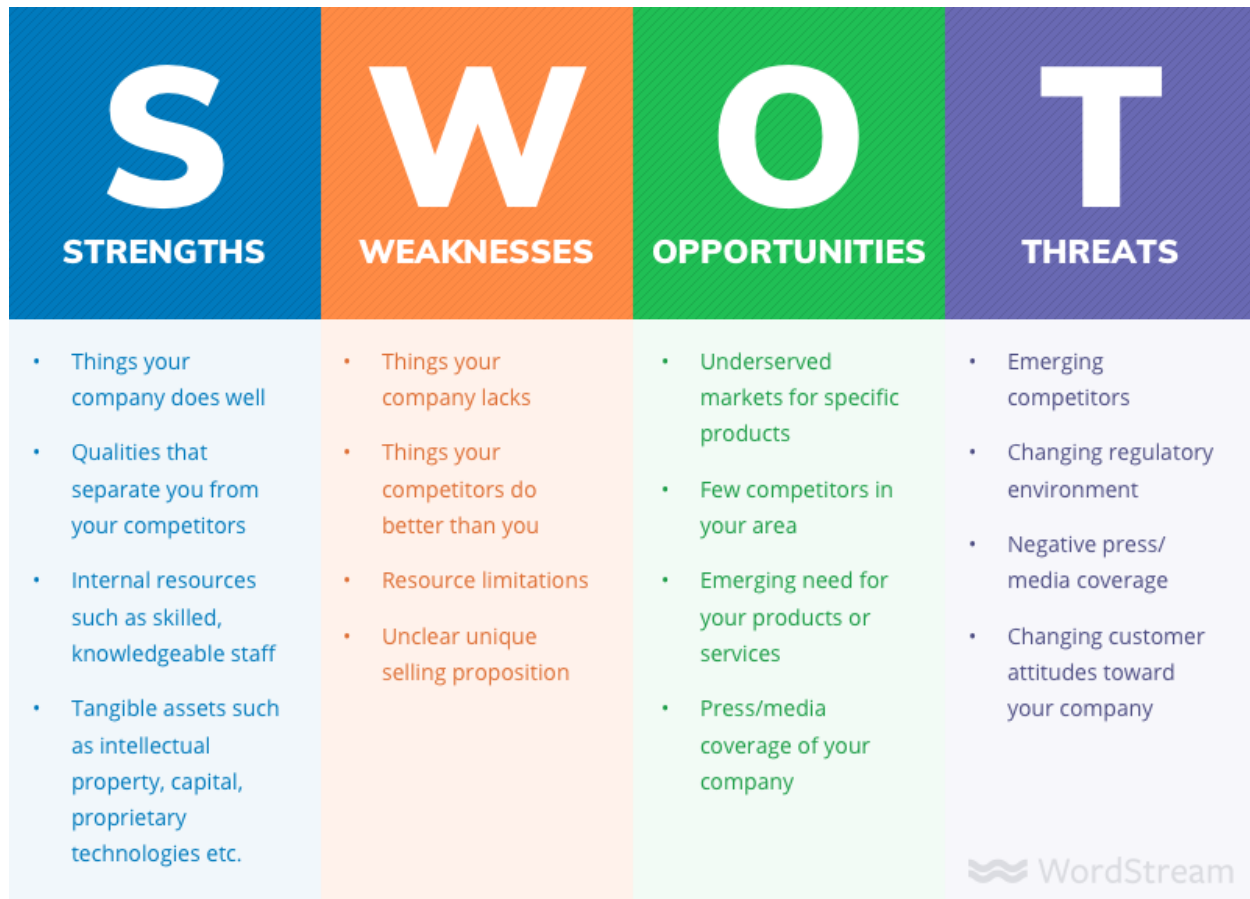 S
STRENGTHS
• Things your
company does well
• Qualities that
separate you from
your competitors
• Internal resources
such as skilled,
knowledgeable staff
• Tangible assets such
as intellectual
property, capital,
proprietary
technologies etc.
W
WEAKNESSES
• Things your
company lacks
• Things your
competitors do
better than you
• Resource limitations
• Unclear unique
selling proposition
O
OPPORTUNITIES
• Underserved
markets for specific
products
• Few competitors in
your area
• Emerging need for
your products or
services
• Press/media
coverage of your
company
T
THREATS
• Emerging
competitors
• Changing regulatory
environment
• Negative press/
media coverage
• Changing customer
attitudes toward
your company
WordStream